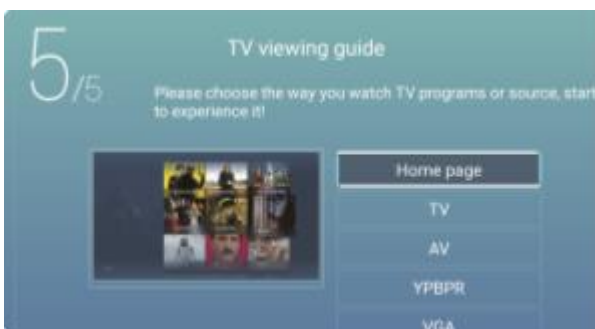 5/5
TV viewing guide
Please choose the way you watch TV programs or source, start
to experience it!
Home page
TV
AV
YPBPR
VGA